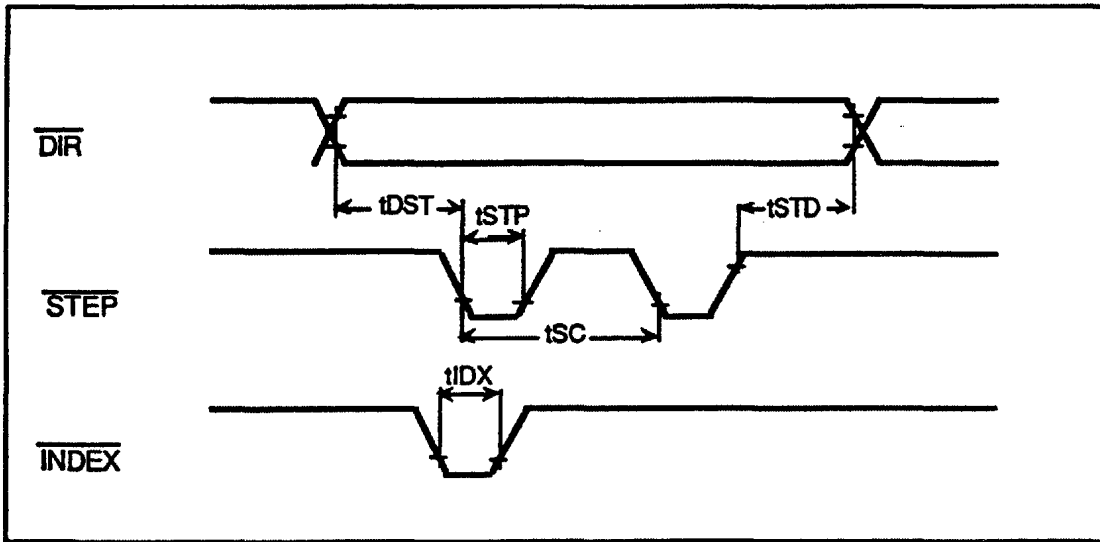 DIR
tDST
tSTP
tSTD
STEP
tSC
tIDX
INDEX